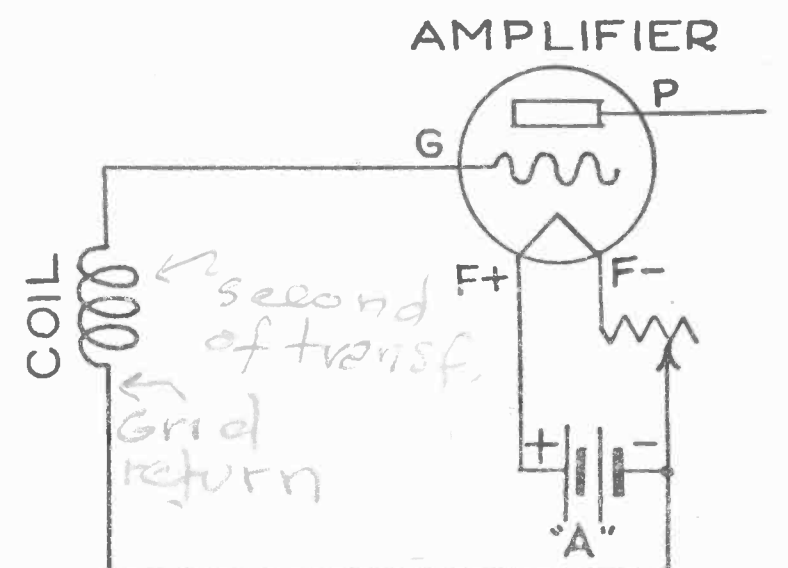 AMPLIFIER
P
G
F+
F-
COIL
second
of transf.
Grid
return
+
-
"A"